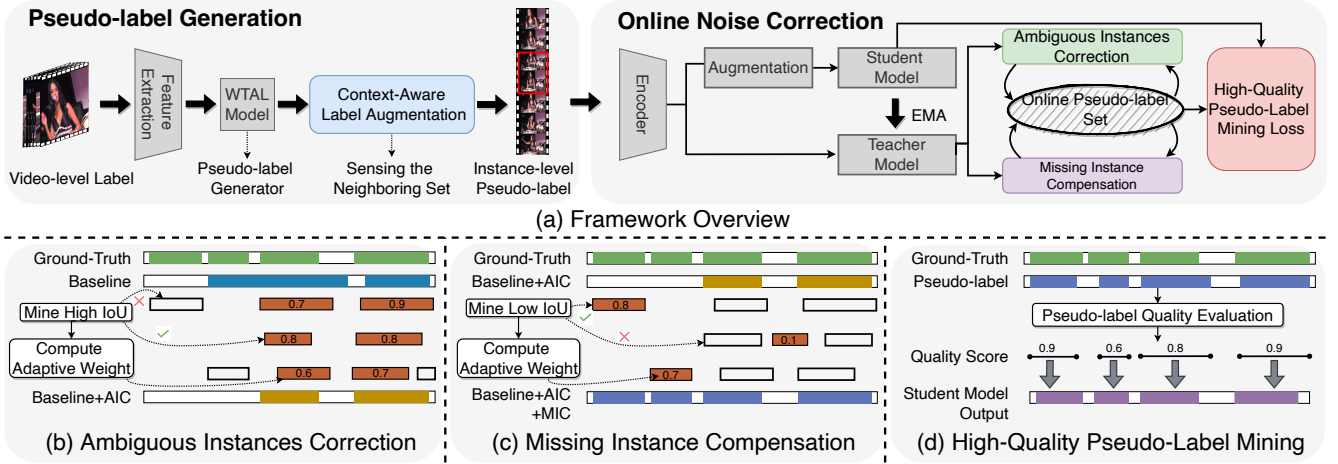 Pseudo-label Generation
Video-level Label
Feature
Extraction
WTAL
Model
Pseudo-label
Generator
Context-Aware
Label Augmentation
Sensing the
Neighboring Set
Instance-level
Pseudo-label
Online Noise Correction
Encoder
Augmentation
Student
Model
EMA
Teacher
Model
Ambiguous Instances
Correction
Online Pseudo-label
Set
Missing Instance
Compensation
High-Quality
Pseudo-Label
Mining Loss
(a) Framework Overview
Ground-Truth
Baseline
Mine High IoU
0.7
0.9
0.8
0.8
Compute
Adaptive Weight
0.6
0.7
Baseline+AIC
(b) Ambiguous Instances Correction
Ground-Truth
Baseline+AIC
Mine Low IoU
0.8
0.1
Compute
Adaptive Weight
0.7
Baseline+AIC
+MIC
(c) Missing Instance Compensation
Ground-Truth
Pseudo-label
Pseudo-label Quality Evaluation
Quality Score
0.9
0.6
0.8
0.9
Student Model
Output
(d) High-Quality Pseudo-Label Mining